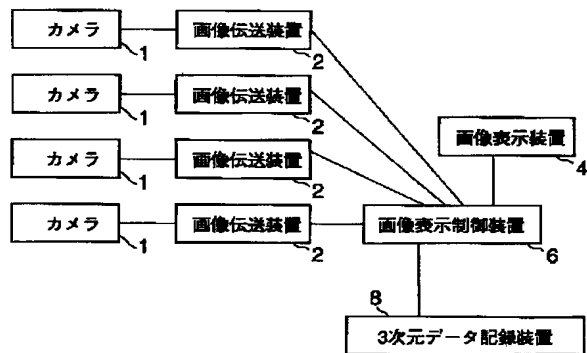 カメラ
1
画像伝送装置
2
カメラ
1
画像伝送装置
2
カメラ
1
画像伝送装置
2
画像表示装置
4
カメラ
1
画像伝送装置
2
画像表示制御装置
6
8
3次元データ記録装置